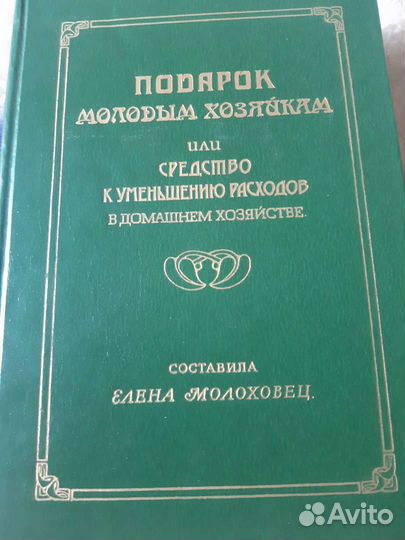 ПОДАРОК
МОЛОДЫМ ХОЗЯЙКАМ
ИЛИ
СРЕДСТВО
К УМЕНЬШЕНИЮ РАСХОДОВ
В ДОМАШНЕМ ХОЗЯЙСТВЕ.
СОСТАВИЛА
ЕЛЕНА МОЛОХОВЕЦ.
Avito